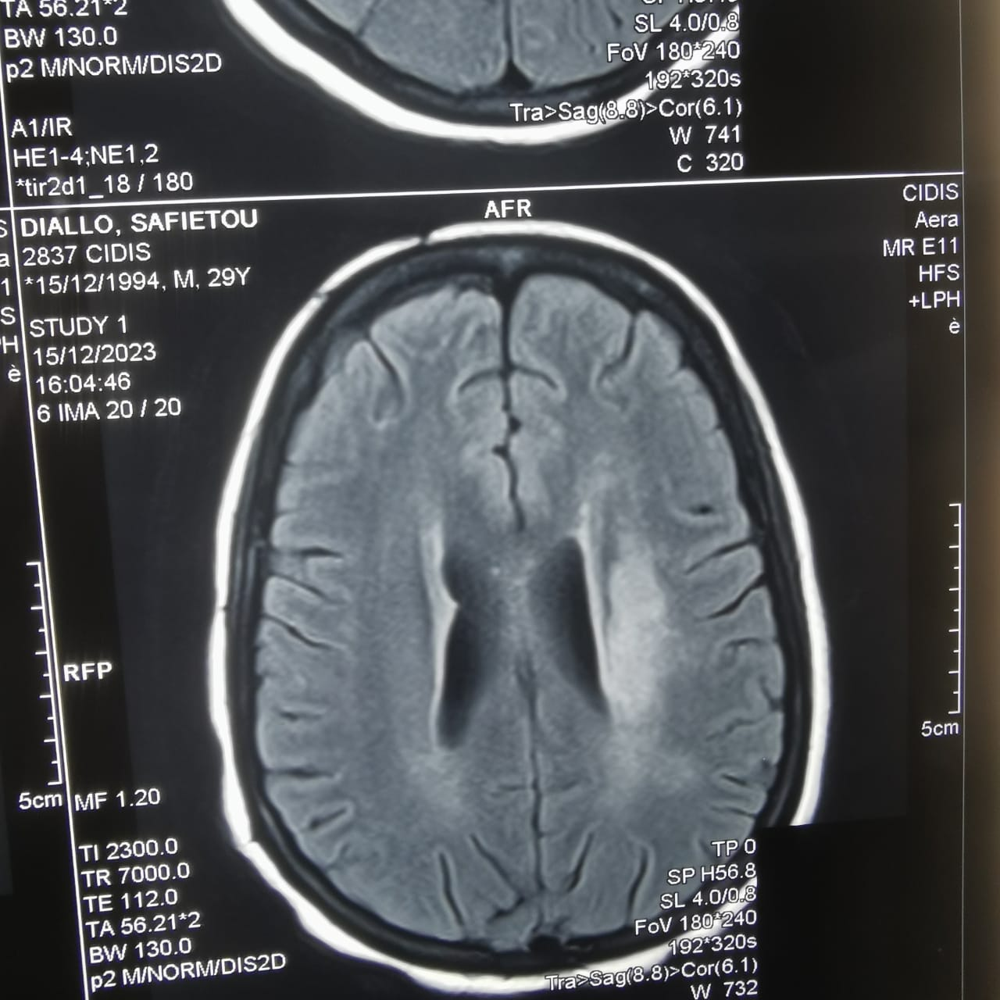 TA 56.21*2
BW 130.0
p2 M/NORM/DIS2D
A1/IR
HE1-4;NE1,2
*tir2d1_18 / 180
SL 4.0/0.8
FoV 180*240
192*320s
Tra>Sag(8.8)>Cor(6.1)
W 741
C 320
DIALLO, SAFIETOU
2837 CIDIS
*15/12/1994, M, 29Y
STUDY 1
15/12/2023
16:04:46
6 IMA 20 / 20
AFR
CIDIS
Aera
MR E11
HFS
+LPH
è
S
a
1
S
H
è
RFP
5cm
5cm
MF 1.20
TI 2300.0
TR 7000.0
TE 112.0
TA 56.21*2
BW 130.0
p2 M/NORM/DIS2D
TP 0
SP H56.8
SL 4.0/0.8
FoV 180*240
192*320s
Tra>Sag(8.8)>Cor(6.1)
W 732